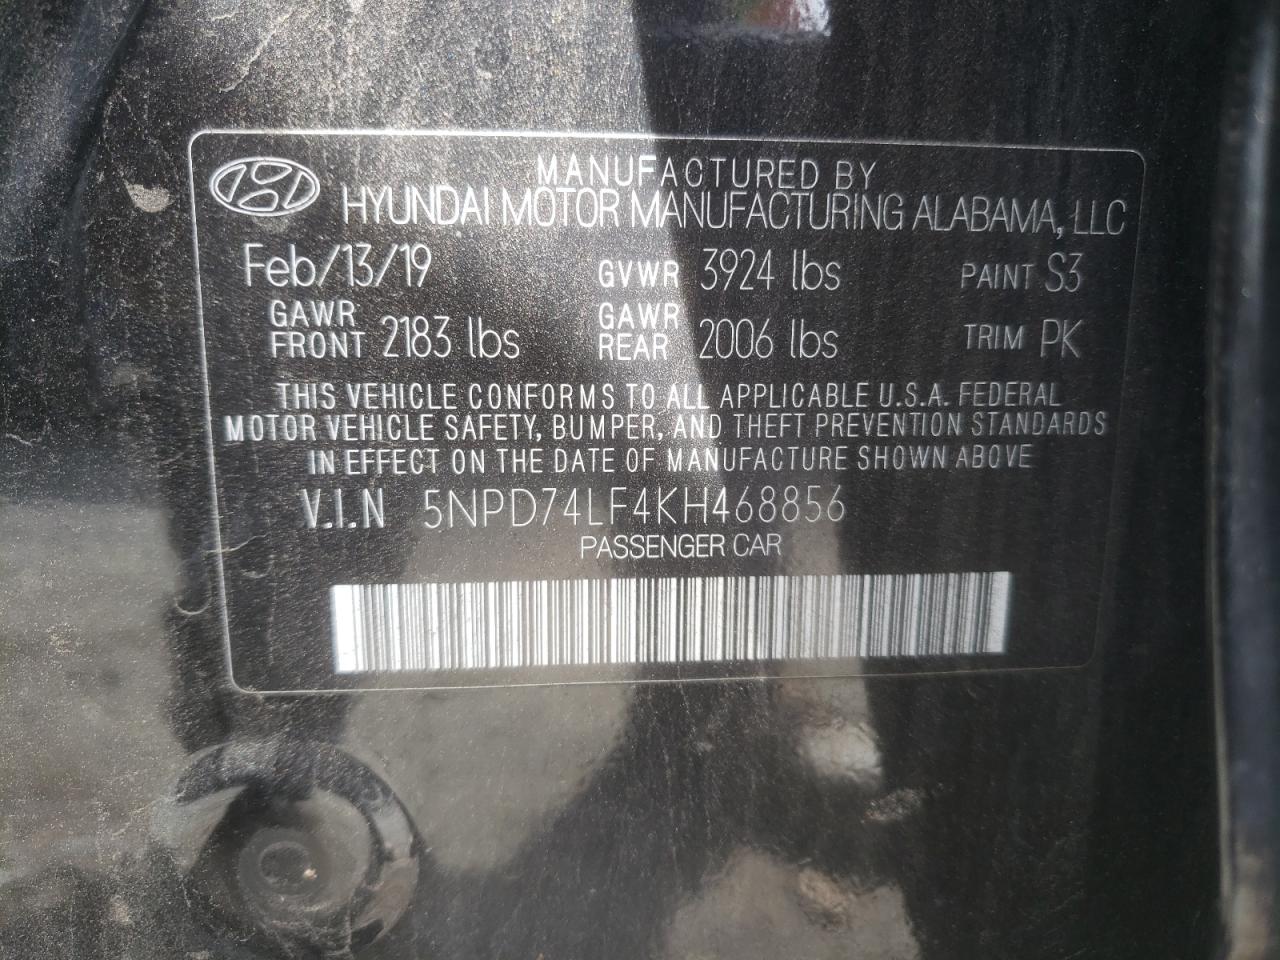 MANUFACTURED BY
HYUNDAI MOTOR MANUFACTURING ALABAMA, LLC
Feb/13/19 GVWR 3924 lbs PAINT S3
GAWR FRONT 2183 lbs GAWR REAR 2006 lbs TRIM PK
THIS VEHICLE CONFORMS TO ALL APPLICABLE U.S.A. FEDERAL
MOTOR VEHICLE SAFETY, BUMPER, AND THEFT PREVENTION STANDARDS
IN EFFECT ON THE DATE OF MANUFACTURE SHOWN ABOVE
V.I.N 5NPD74LF4KH468856
PASSENGER CAR